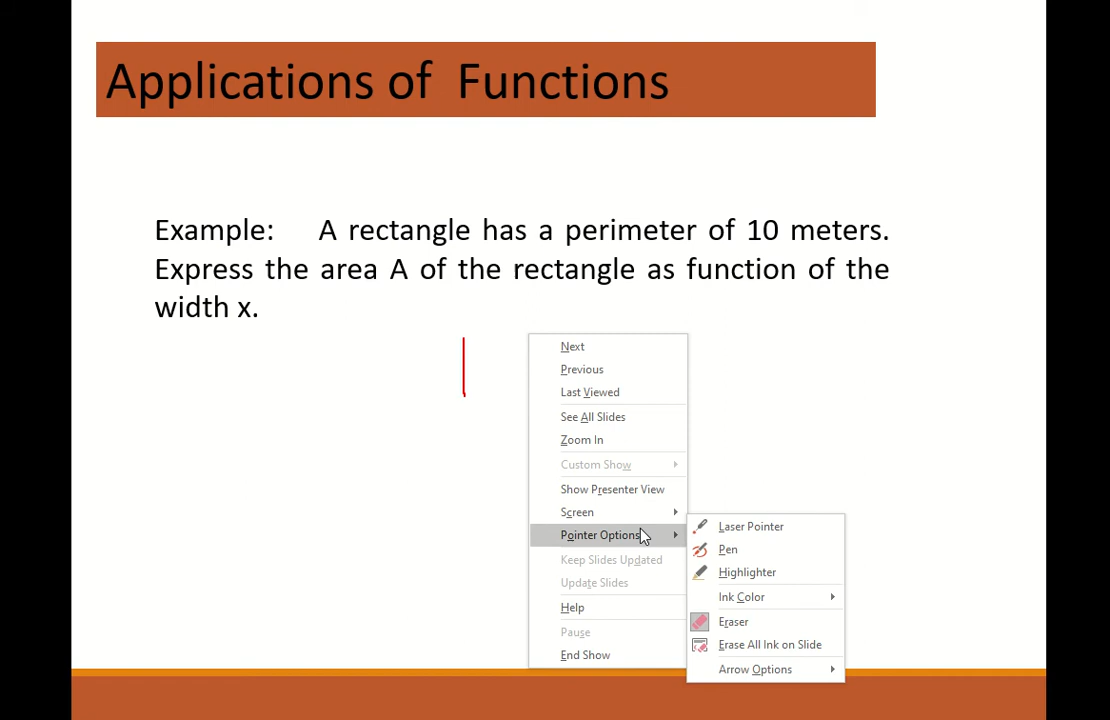 Applications of  Functions
Example:    A rectangle has a perimeter of 10 meters.
Express the area A of the rectangle as function of the
width x.
Next
Previous
Last Viewed
See All Slides
Zoom In
Custom Show
Show Presenter View
Screen
Pointer Options
Keep Slides Updated
Update Slides
Help
Pause
End Show
Laser Pointer
Pen
Highlighter
Ink Color
Eraser
Erase All Ink on Slide
Arrow Options